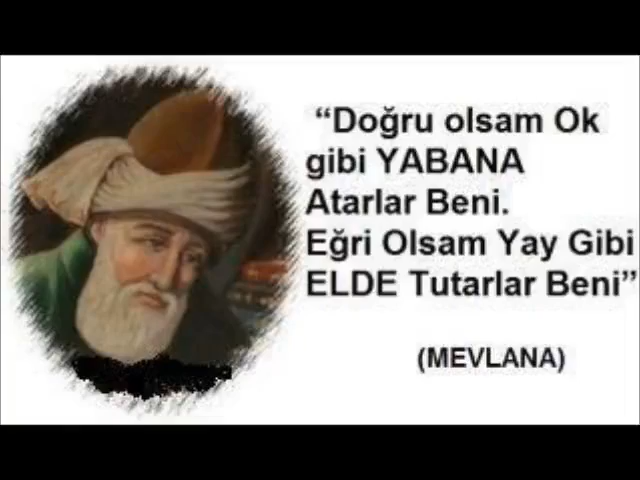 “Doğru olsam Ok
gibi YABANA
Atarlar Beni.
Eğri Olsam Yay Gibi
ELDE Tutarlar Beni”
(MEVLANA)